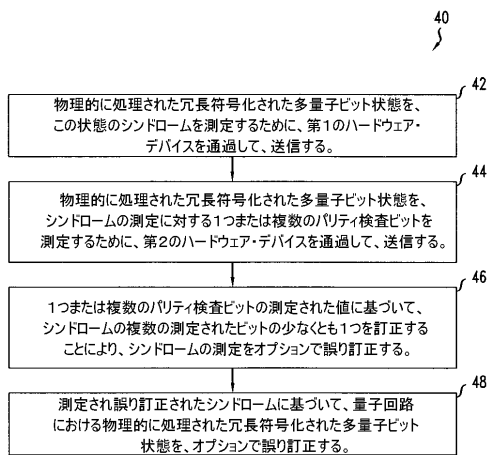 40
42
物理的に処理された冗長符号化された多量子ビット状態を、
この状態のシンドロームを測定するために、第1のハードウェア・
デバイスを通過して、送信する。
44
物理的に処理された冗長符号化された多量子ビット状態を、
シンドロームの測定に対する1つまたは複数のパリティ検査ビットを
測定するために、第2のハードウェア・デバイスを通過して、送信する。
46
1つまたは複数のパリティ検査ビットの測定された値に基づいて、
シンドロームの複数の測定されたビットの少なくとも1つを訂正する
ことにより、シンドロームの測定をオプションで誤り訂正する。
48
測定され誤り訂正されたシンドロームに基づいて、量子回路
における物理的に処理された冗長符号化された多量子ビット
状態を、オプションで誤り訂正する。